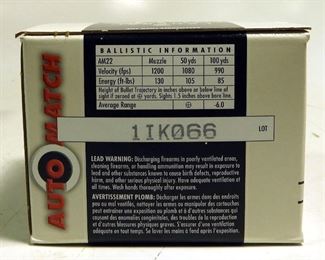 BALLISTIC INFORMATION
AM22 Muzzle 50 yds 100 yds
Velocity (fps) 1200 1080 990
Energy (ft-lbs) 130 105 85
Height of Bullet Trajectory in inches above or below line of sight if zeroed at ⊕ yards. Sights 1.5 inches above bore line.
Average Range ⊕ -6.0
1IK066 LOT
AUTOMATCH
LEAD WARNING: Discharging firearms in poorly ventilated areas,
cleaning firearms, or handling ammunition may result in exposure
to lead and other substances known to cause birth defects, reproductive
harm, and other serious physical injury. Have adequate ventilation at all
times. Wash hands thoroughly after exposure.
AVERTISSEMENT PLOMB: Décharger les armes dans des endroits
peu ou mal ventilés, nettoyer les armes ou manipuler des cartouches
peut entraîner une exposition au plomb et à d'autres substances
connues pour causer des anomalies congénitales, des troubles de reproduction et
d'autres blessures physiques graves. Veiller à avoir une ventilation
adéquate en tout temps. Se laver les mains à fond après exposition.